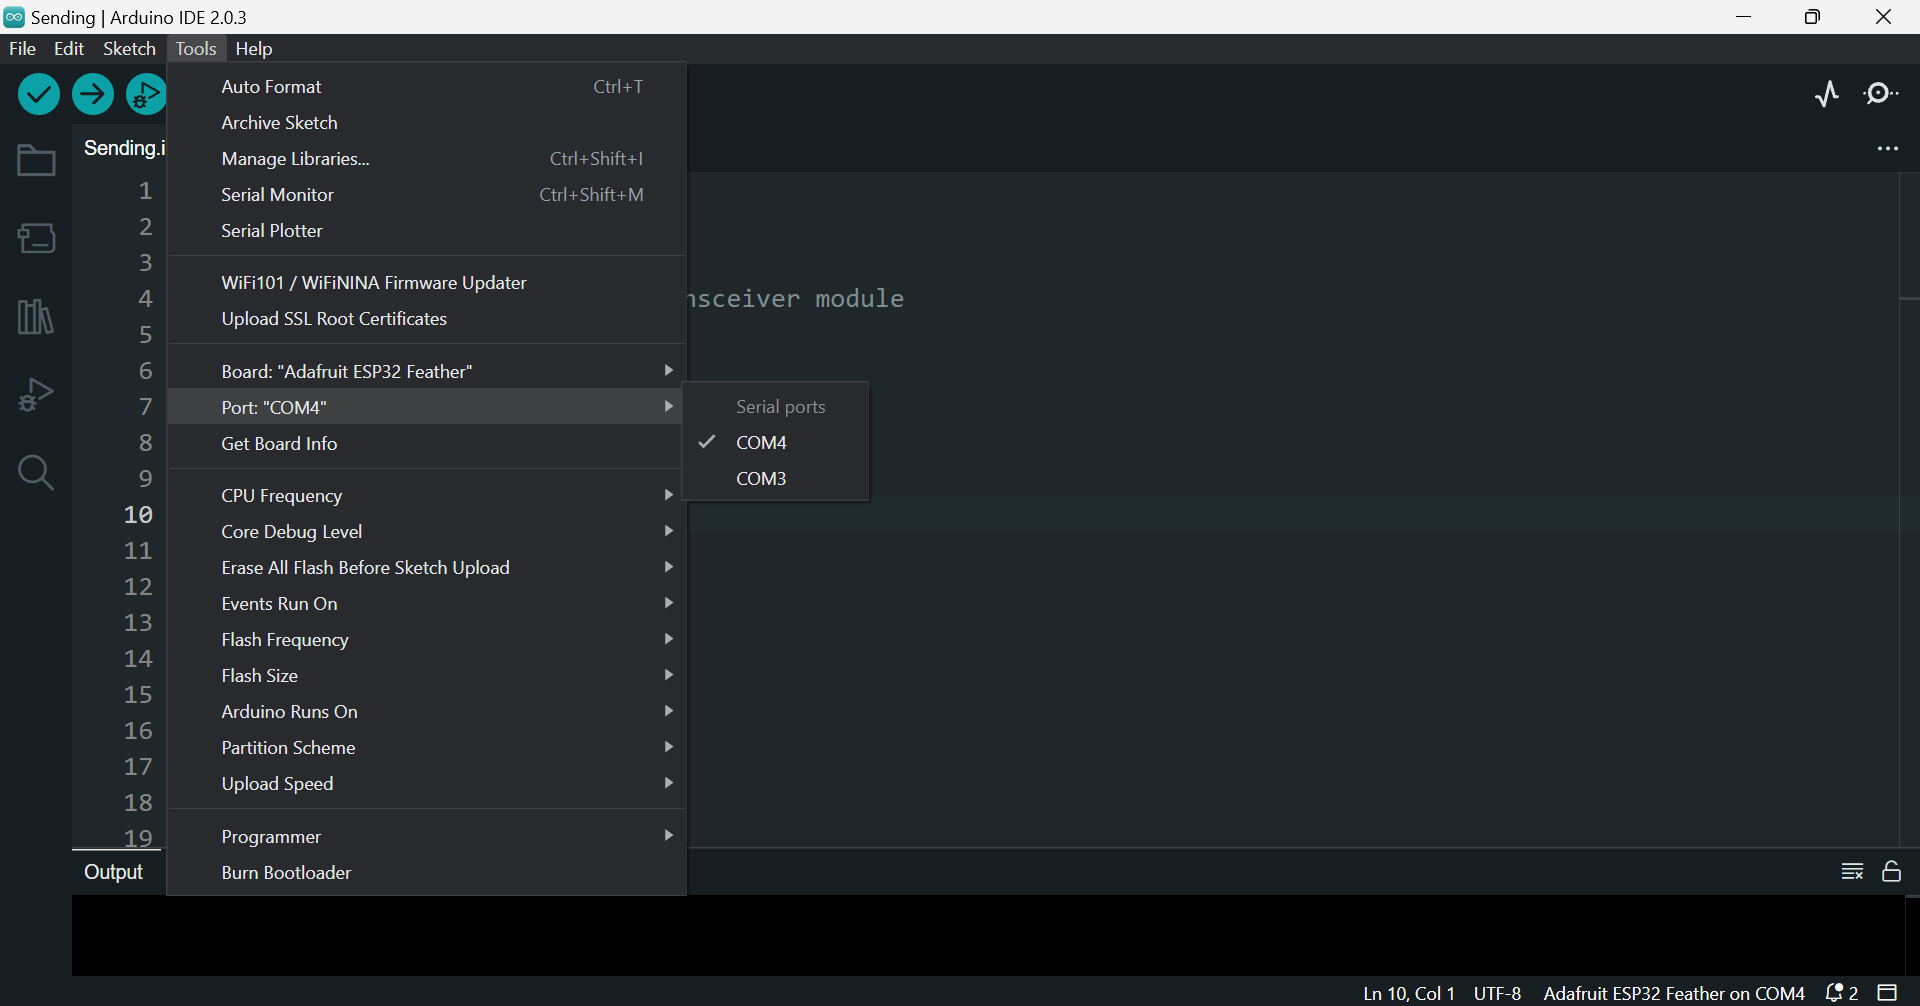 Sending | Arduino IDE 2.0.3
File Edit Sketch Tools Help
Auto Format Ctrl+T
Archive Sketch
Manage Libraries... Ctrl+Shift+I
Serial Monitor Ctrl+Shift+M
Serial Plotter
WiFi101 / WiFiNINA Firmware Updater
Upload SSL Root Certificates
Board: "Adafruit ESP32 Feather"
Port: "COM4"
Get Board Info
CPU Frequency
Core Debug Level
Erase All Flash Before Sketch Upload
Events Run On
Flash Frequency
Flash Size
Arduino Runs On
Partition Scheme
Upload Speed
Programmer
Burn Bootloader
Serial ports
COM4
COM3
Sending.i
1
2
3
4 nsceiver module
5
6
7
8
9
10
11
12
13
14
15
16
17
18
19
Output
Ln 10, Col 1 UTF-8 Adafruit ESP32 Feather on COM4 2